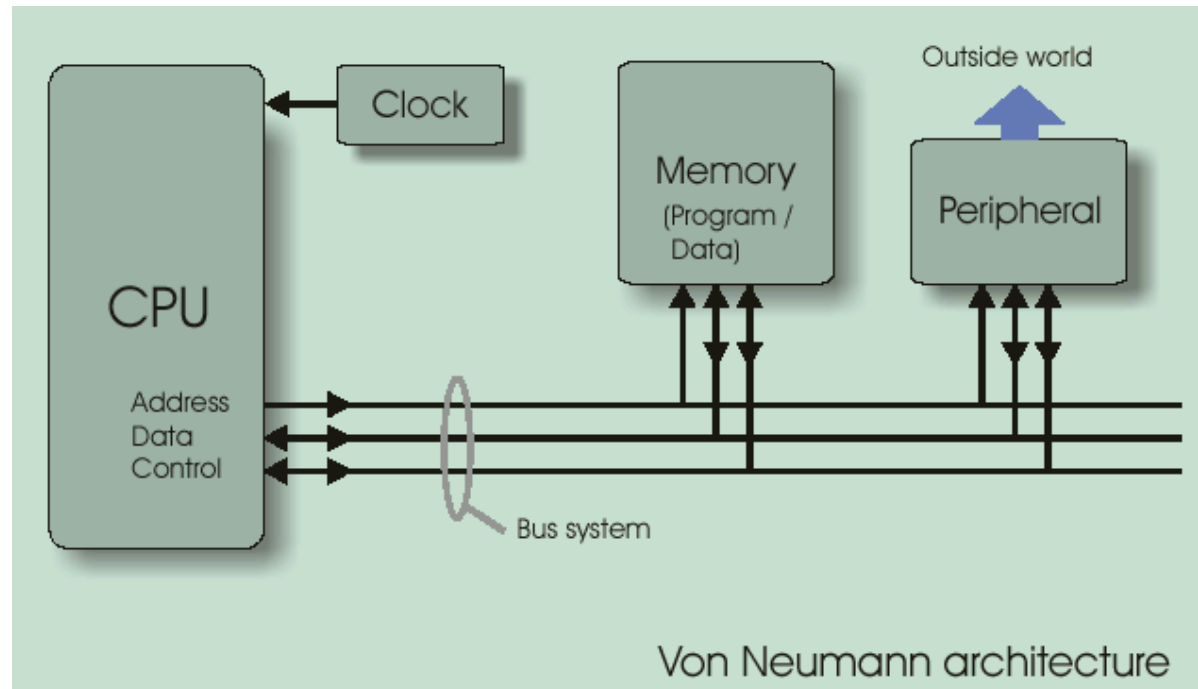 Outside world
Clock
Memory
(Program /
Data)
Peripheral
CPU
Address
Data
Control
Bus system
Von Neumann architecture